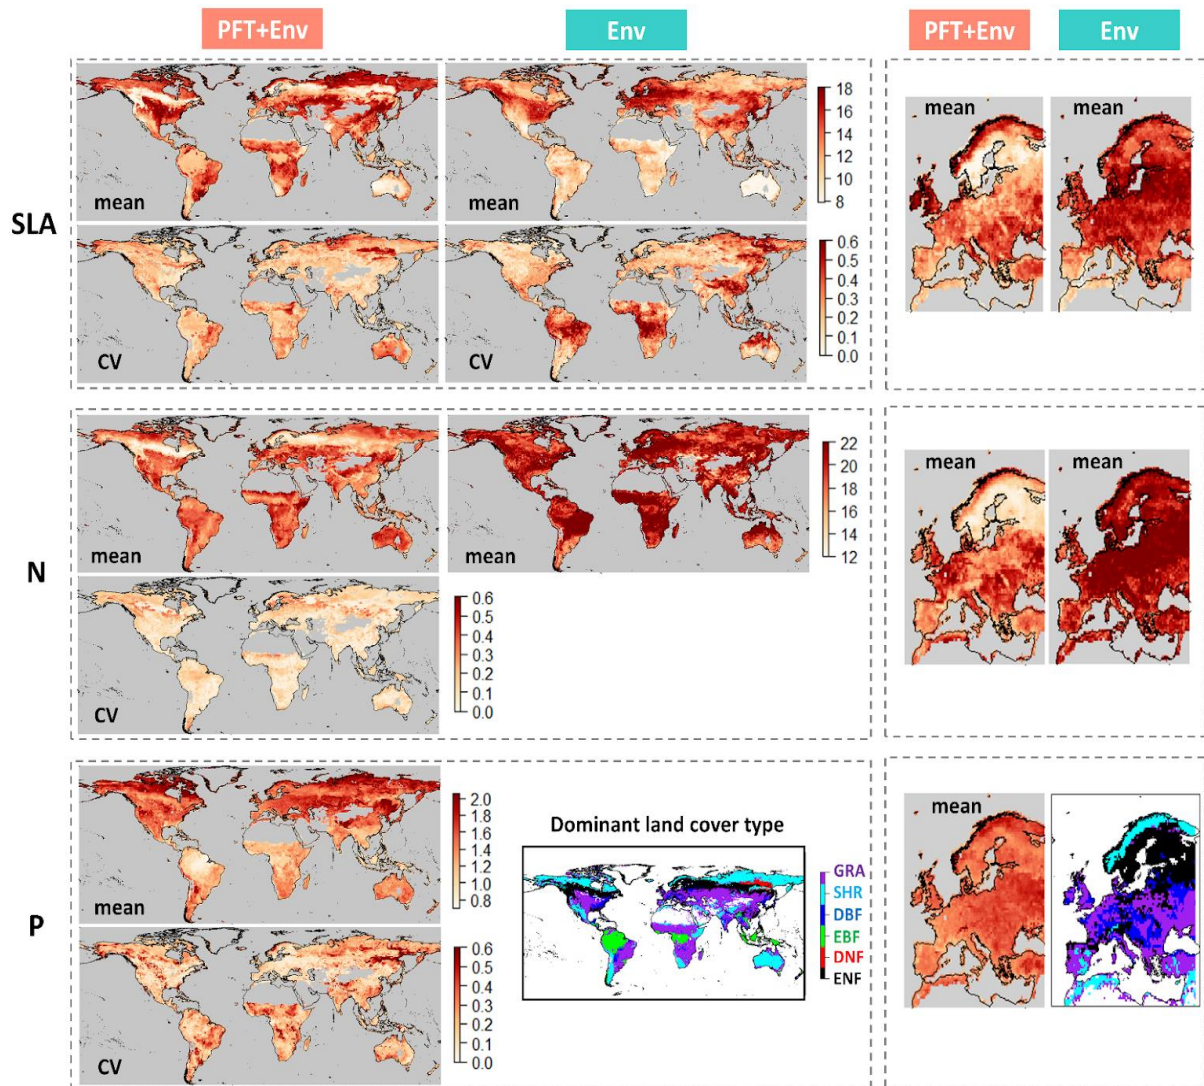 PFT+Env Env PFT+Env Env
SLA
mean
mean
18
16
14
12
10
8
mean
mean
CV
CV
0.6
0.5
0.4
0.3
0.2
0.1
0.0
N
mean
mean
22
20
18
16
14
12
mean
mean
CV
0.6
0.5
0.4
0.3
0.2
0.1
0.0
P
mean
2.0
1.8
1.6
1.4
1.2
1.0
0.8
CV
0.6
0.5
0.4
0.3
0.2
0.1
0.0
Dominant land cover type
GRA
SHR
DBF
EBF
DNF
ENF
mean